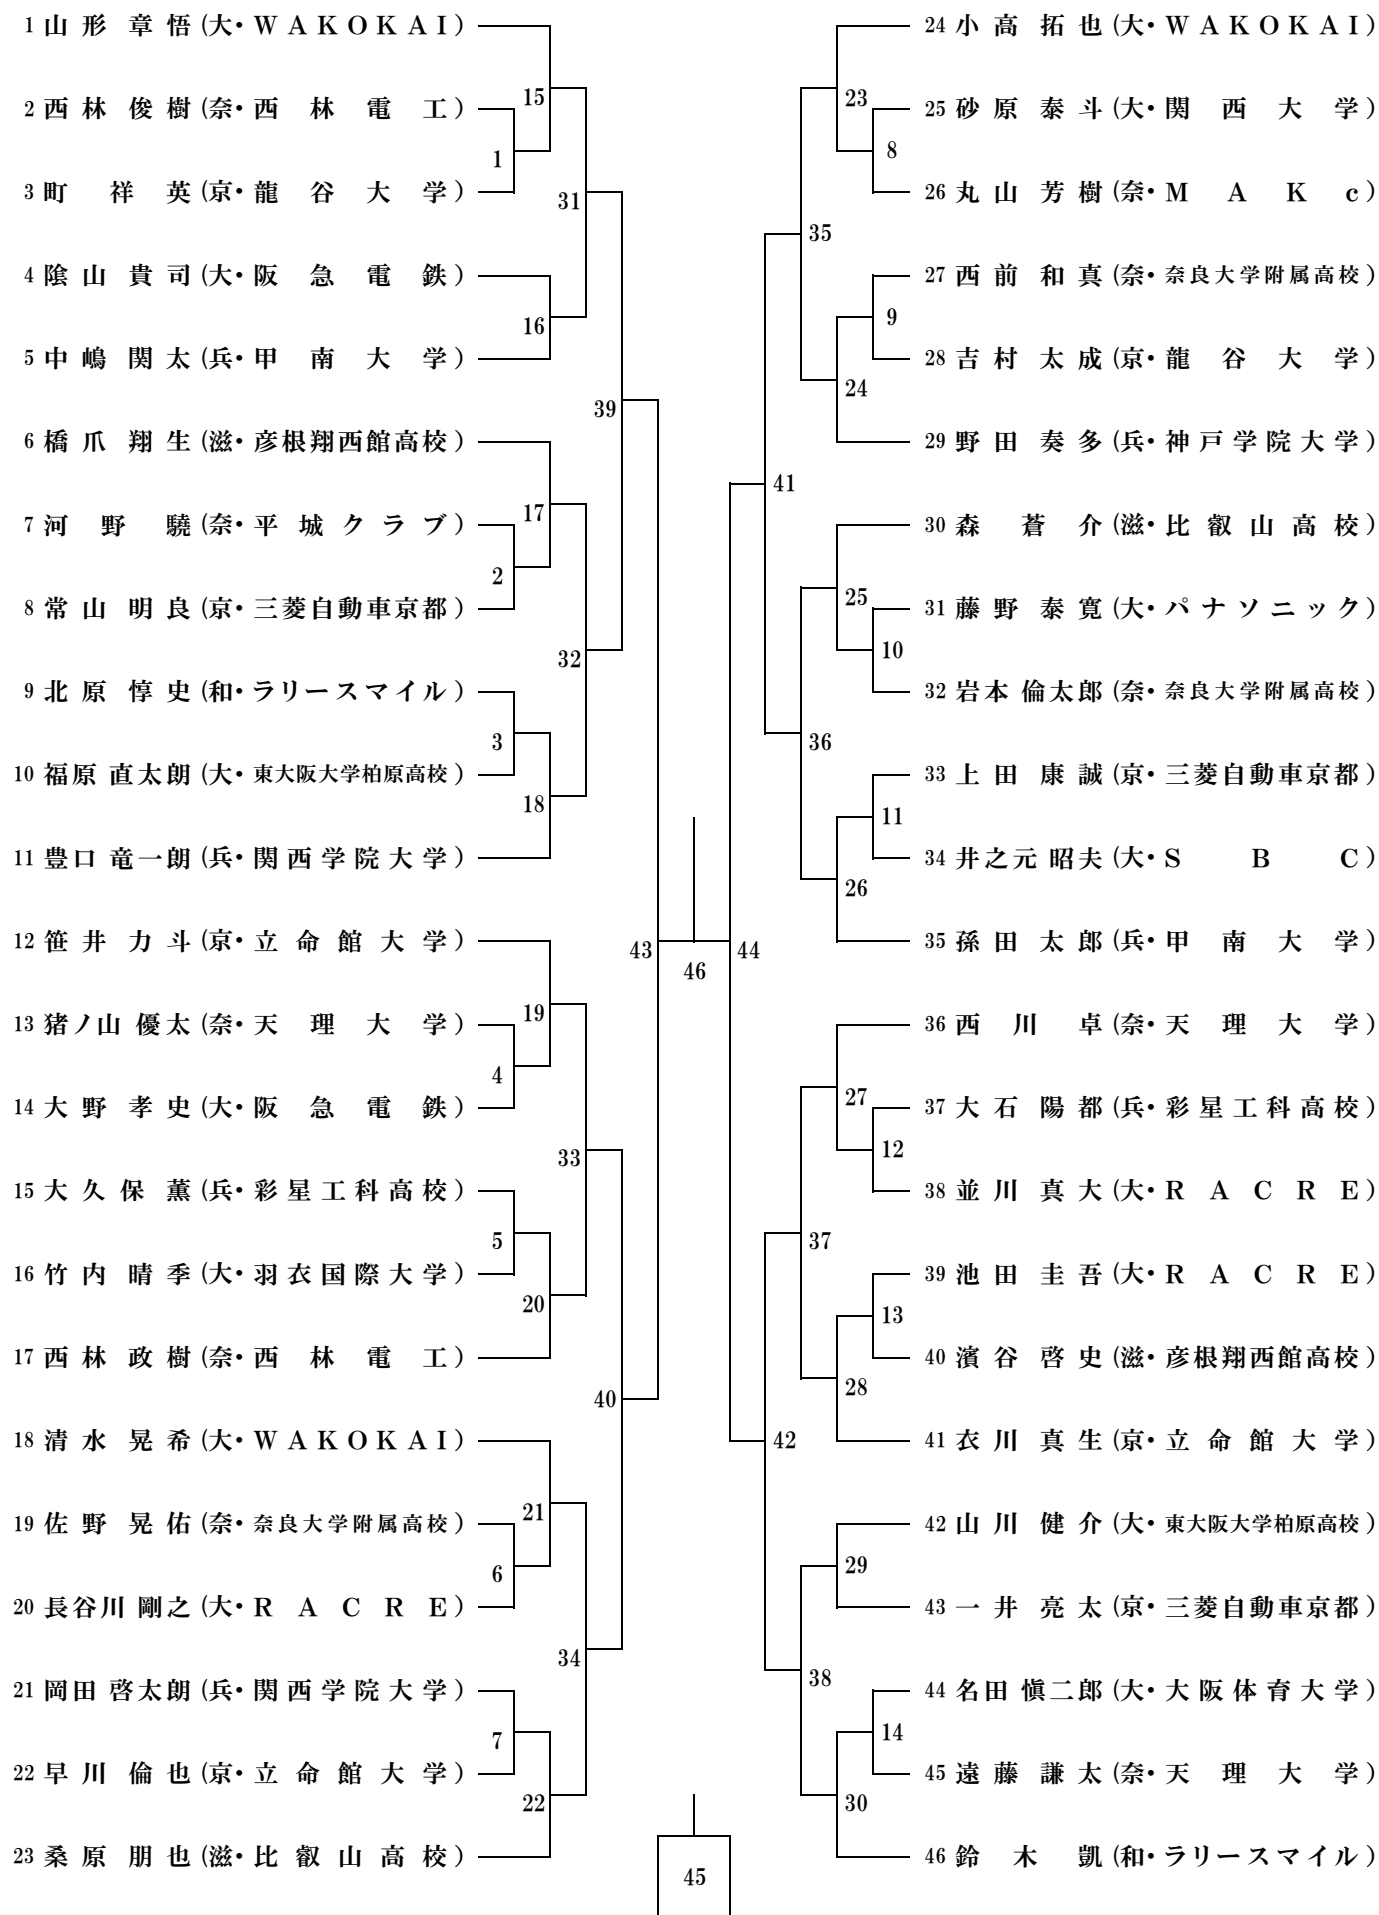 1 山形 章悟 (大・WAKOKAI)
2 西林 俊樹 (奈・西林電工)
3 町 祥英 (京・龍谷大学)
4 陰山 貴司 (大・阪急電鉄)
5 中嶋 関太 (兵・甲南大学)
6 橋爪 翔生 (滋・彦根翔西館高校)
7 河野 驍 (奈・平城クラブ)
8 常山 明良 (京・三菱自動車京都)
9 北原 惇史 (和・ラリースマイル)
10 福原 直太朗 (大・東大阪大学柏原高校)
11 豊口 竜一朗 (兵・関西学院大学)
12 笹井 力斗 (京・立命館大学)
13 猪ノ山 優太 (奈・天理大学)
14 大野 孝史 (大・阪急電鉄)
15 大久保 薫 (兵・彩星工科高校)
16 竹内 晴季 (大・羽衣国際大学)
17 西林 政樹 (奈・西林電工)
18 清水 晃希 (大・WAKOKAI)
19 佐野 晃佑 (奈・奈良大学附属高校)
20 長谷川 剛之 (大・RACRE)
21 岡田 啓太朗 (兵・関西学院大学)
22 早川 倫也 (京・立命館大学)
23 桑原 朋也 (滋・比叡山高校)
15
1
31
16
39
17
2
32
3
18
43
19
4
33
5
20
40
21
6
34
7
22
46
45
44
23
8
35
9
24
41
25
10
36
11
26
27
12
37
13
28
42
29
38
14
30
24 小高 拓也 (大・WAKOKAI)
25 砂原 泰斗 (大・関西大学)
26 丸山 芳樹 (奈・MAKc)
27 西前 和真 (奈・奈良大学附属高校)
28 吉村 太成 (京・龍谷大学)
29 野田 奏多 (兵・神戸学院大学)
30 森 蒼介 (滋・比叡山高校)
31 藤野 泰寛 (大・パナソニック)
32 岩本 倫太郎 (奈・奈良大学附属高校)
33 上田 康誠 (京・三菱自動車京都)
34 井之元 昭夫 (大・SBC)
35 孫田 太郎 (兵・甲南大学)
36 西川 卓 (奈・天理大学)
37 大石 陽都 (兵・彩星工科高校)
38 並川 真大 (大・RACRE)
39 池田 圭吾 (大・RACRE)
40 濱谷 啓史 (滋・彦根翔西館高校)
41 衣川 真生 (京・立命館大学)
42 山川 健介 (大・東大阪大学柏原高校)
43 一井 亮太 (京・三菱自動車京都)
44 名田 愼二郎 (大・大阪体育大学)
45 遠藤 謙太 (奈・天理大学)
46 鈴木 凱 (和・ラリースマイル)